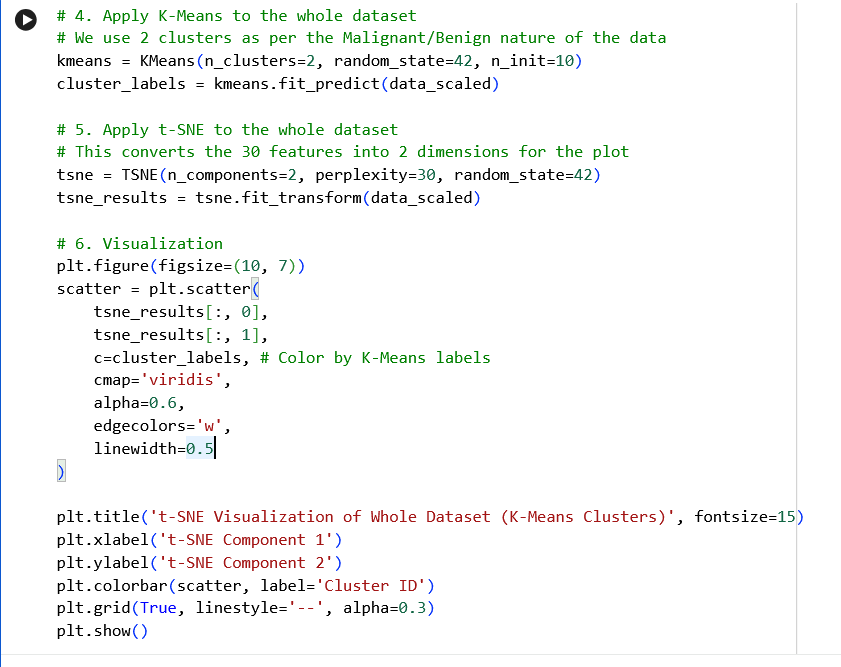 # 4. Apply K-Means to the whole dataset
# We use 2 clusters as per the Malignant/Benign nature of the data
kmeans = KMeans(n_clusters=2, random_state=42, n_init=10)
cluster_labels = kmeans.fit_predict(data_scaled)

# 5. Apply t-SNE to the whole dataset
# This converts the 30 features into 2 dimensions for the plot
tsne = TSNE(n_components=2, perplexity=30, random_state=42)
tsne_results = tsne.fit_transform(data_scaled)

# 6. Visualization
plt.figure(figsize=(10, 7))
scatter = plt.scatter(
    tsne_results[:, 0],
    tsne_results[:, 1],
    c=cluster_labels, # Color by K-Means labels
    cmap='viridis',
    alpha=0.6,
    edgecolors='w',
    linewidth=0.5
)

plt.title('t-SNE Visualization of Whole Dataset (K-Means Clusters)', fontsize=15)
plt.xlabel('t-SNE Component 1')
plt.ylabel('t-SNE Component 2')
plt.colorbar(scatter, label='Cluster ID')
plt.grid(True, linestyle='--', alpha=0.3)
plt.show()